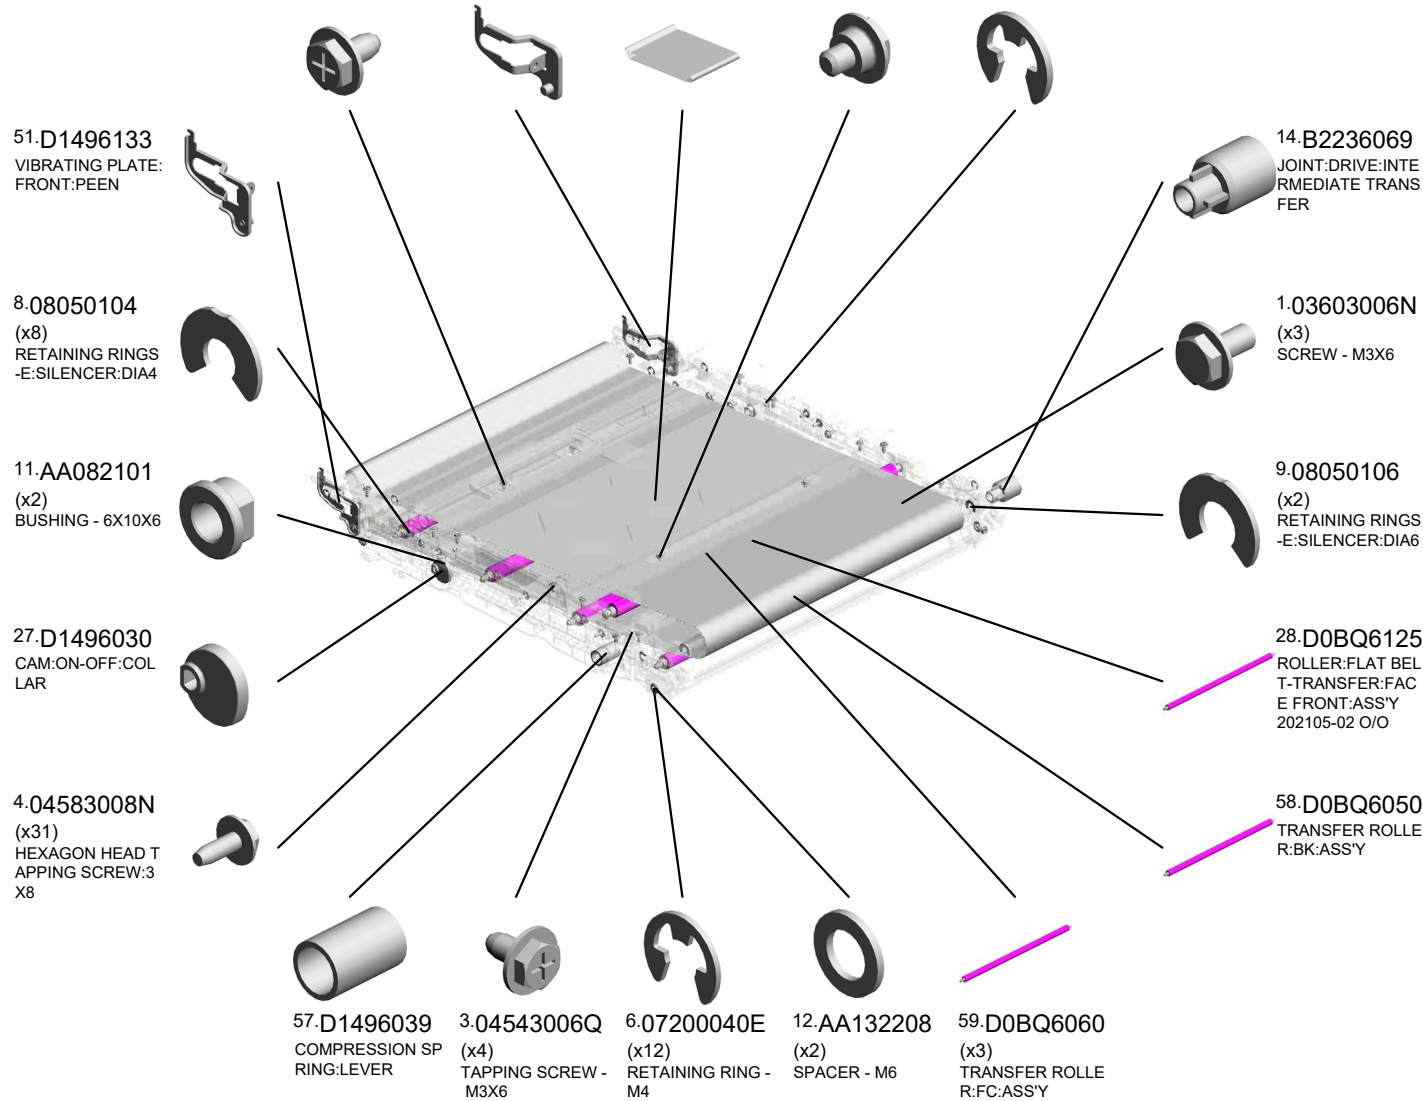 51.D1496133
VIBRATING PLATE:
FRONT:PEEN
8.08050104
(x8)
RETAINING RINGS
-E:SILENCER:DIA4
11.AA082101
(x2)
BUSHING - 6X10X6
27.D1496030
CAM:ON-OFF:COL
LAR
4.04583008N
(x31)
HEXAGON HEAD T
APPING SCREW:3
X8
14.B2236069
JOINT:DRIVE:INTE
RMEDIATE TRANS
FER
1.03603006N
(x3)
SCREW - M3X6
9.08050106
(x2)
RETAINING RINGS
-E:SILENCER:DIA6
28.D0BQ6125
ROLLER:FLAT BEL
T-TRANSFER:FAC
E FRONT:ASS'Y
202105-02 O/O
58.D0BQ6050
TRANSFER ROLLE
R:BK:ASS'Y
57.D1496039
COMPRESSION SP
RING:LEVER
3.04543006Q
(x4)
TAPPING SCREW -
M3X6
6.07200040E
(x12)
RETAINING RING -
M4
12.AA132208
(x2)
SPACER - M6
59.D0BQ6060
(x3)
TRANSFER ROLLE
R:FC:ASS'Y